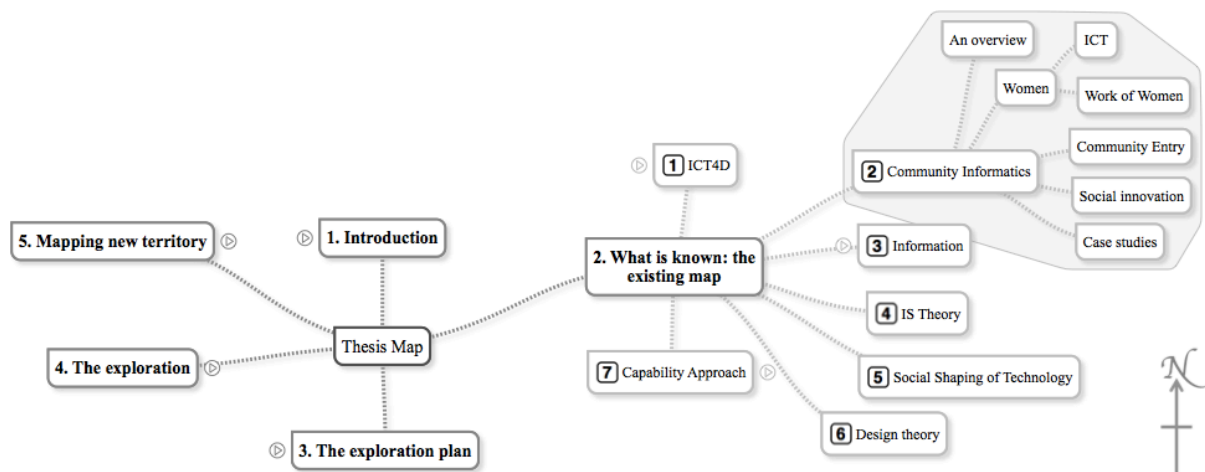 An overview
ICT
Women
Work of Women
1 ICT4D
2 Community Informatics
Community Entry
Social innovation
Case studies
5. Mapping new territory
1. Introduction
2. What is known: the
existing map
3 Information
4 IS Theory
Thesis Map
4. The exploration
7 Capability Approach
5 Social Shaping of Technology
6 Design theory
3. The exploration plan
N